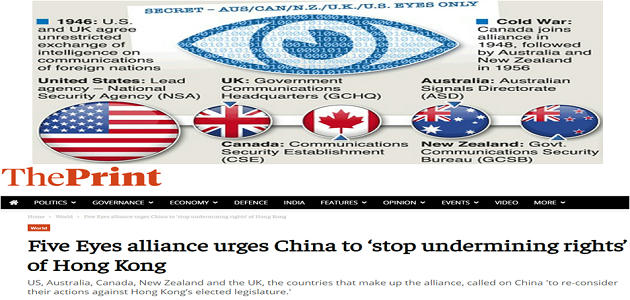 SECRET – AUS/CAN/N.Z./U.K./U.S. EYES ONLY
1946: U.S.
and UK agree
unrestricted
exchange of
intelligence on
communications
of foreign nations
Cold War:
Canada joins
alliance in
1948, followed
by Australia and
New Zealand
in 1956
United States: Lead
agency – National
Security Agency (NSA)
UK: Government
Communications
Headquarters (GCHQ)
Australia: Australian
Signals Directorate
(ASD)
Canada: Communications
Security Establishment
(CSE)
New Zealand: Govt.
Communications Security
Bureau (GCSB)
ThePrint
POLITICS GOVERNANCE ECONOMY DEFENCE INDIA FEATURES OPINION EVENTS VIDEO MORE
Home World Five Eyes alliance urges China to 'stop undermining rights' of Hong Kong
World
Five Eyes alliance urges China to ‘stop undermining rights’
of Hong Kong
US, Australia, Canada, New Zealand and the UK, the countries that make up the alliance, called on China 'to re-consider
their actions against Hong Kong's elected legislature.'